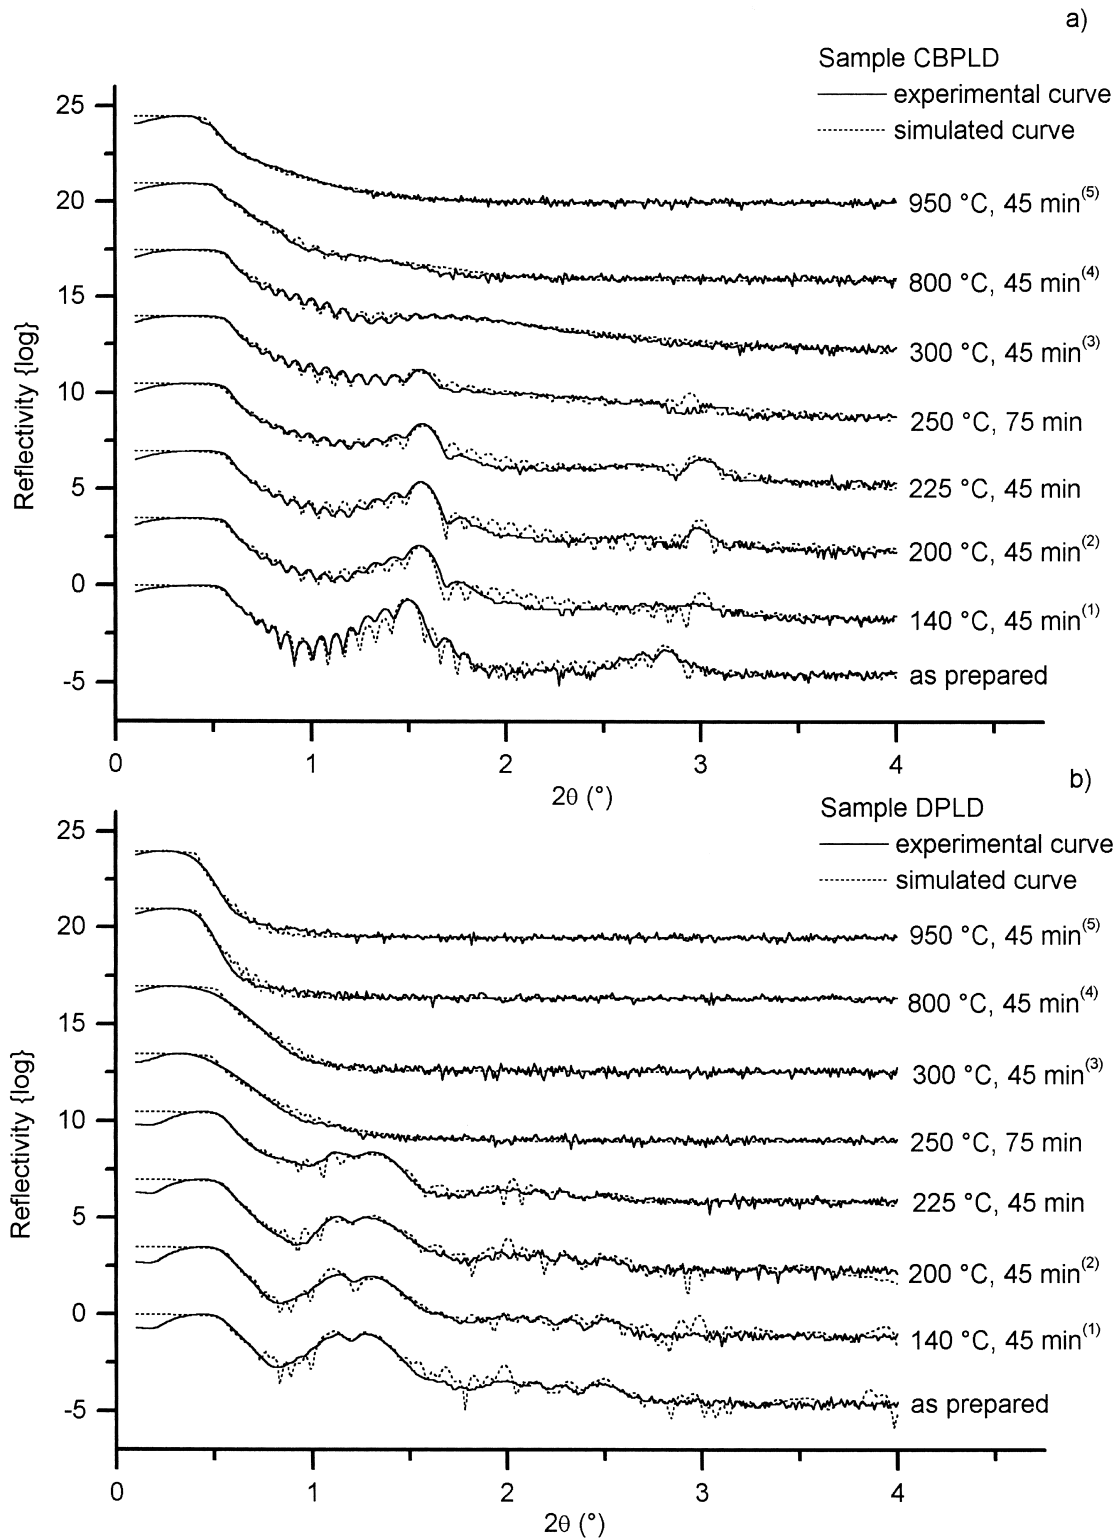 a)
Sample CBPLD
experimental curve
simulated curve
25
20
15
10
5
0
-5
Reflectivity {log}
950 °C, 45 min(5)
800 °C, 45 min(4)
300 °C, 45 min(3)
250 °C, 75 min
225 °C, 45 min
200 °C, 45 min(2)
140 °C, 45 min(1)
as prepared
0 1 2 3 4
2θ (°)
b)
Sample DPLD
experimental curve
simulated curve
25
20
15
10
5
0
-5
Reflectivity {log}
950 °C, 45 min(5)
800 °C, 45 min(4)
300 °C, 45 min(3)
250 °C, 75 min
225 °C, 45 min
200 °C, 45 min(2)
140 °C, 45 min(1)
as prepared
0 1 2 3 4
2θ (°)